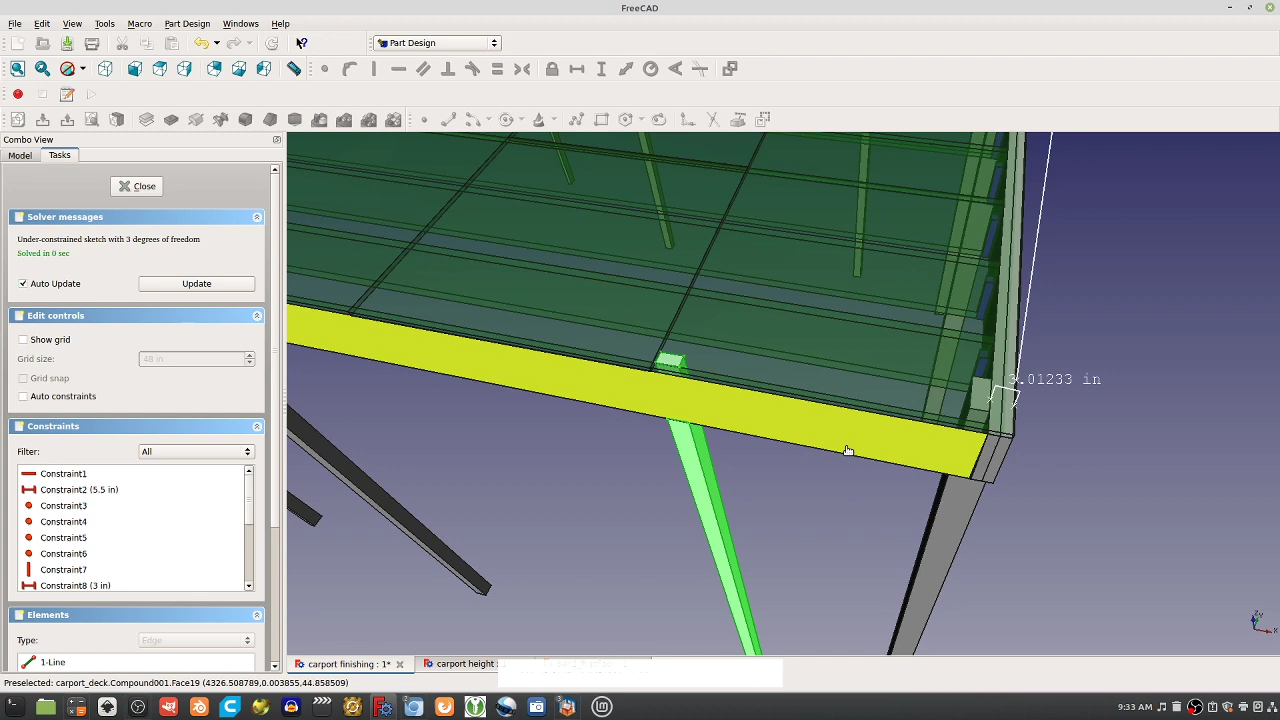 FreeCAD
File Edit View Tools Macro Part Design Windows Help
Part Design
Combo View
Model Tasks
Close
Solver messages
Under-constrained sketch with 3 degrees of freedom
Solved in 0 sec
Auto Update Update
Edit controls
Show grid
Grid size: 48 in
Grid snap
Auto constraints
Constraints
Filter: All
Constraint1
Constraint2 (5.5 in)
Constraint3
Constraint4
Constraint5
Constraint6
Constraint7
Constraint8 (3 in)
Elements
Type: Edge
1-Line
3.01233 in
carport finishing : 1* carport height
Preselected: carport_deck.Compound001.Face19 (4326.508789,0.003855,44.858509)
9:33 AM